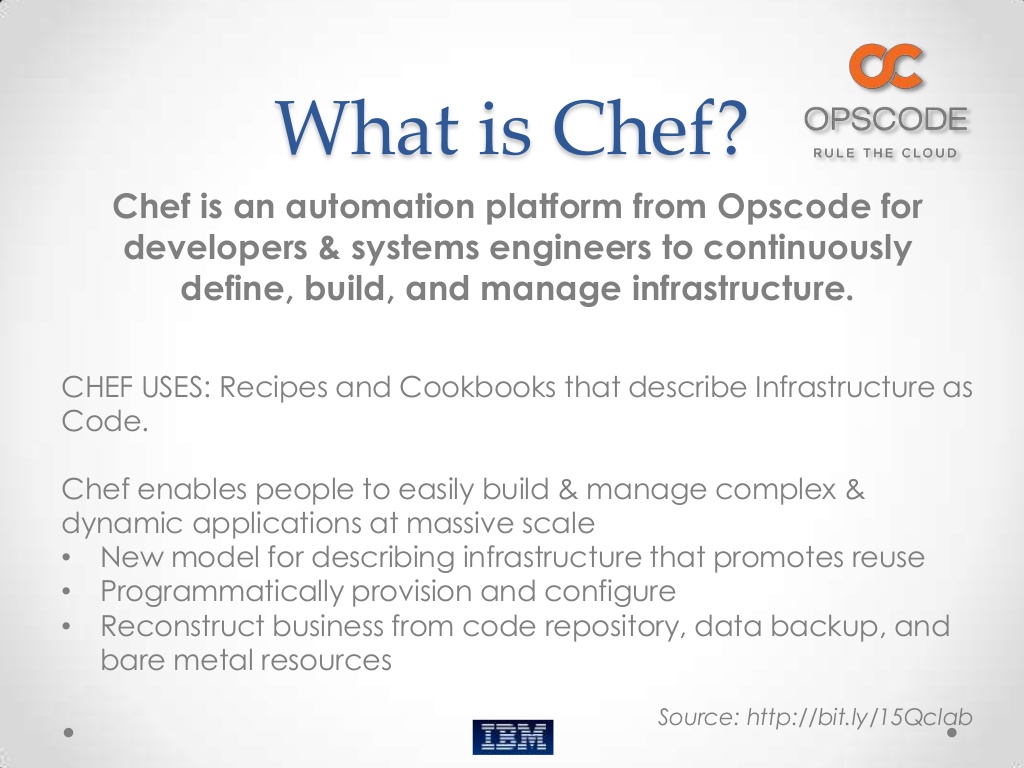 OPSCODE
RULE THE CLOUD
What is Chef?
Chef is an automation platform from Opscode for
developers & systems engineers to continuously
define, build, and manage infrastructure.
CHEF USES: Recipes and Cookbooks that describe Infrastructure as
Code.
Chef enables people to easily build & manage complex &
dynamic applications at massive scale
• New model for describing infrastructure that promotes reuse
• Programmatically provision and configure
• Reconstruct business from code repository, data backup, and
bare metal resources
Source: http://bit.ly/15Qclab
IBM